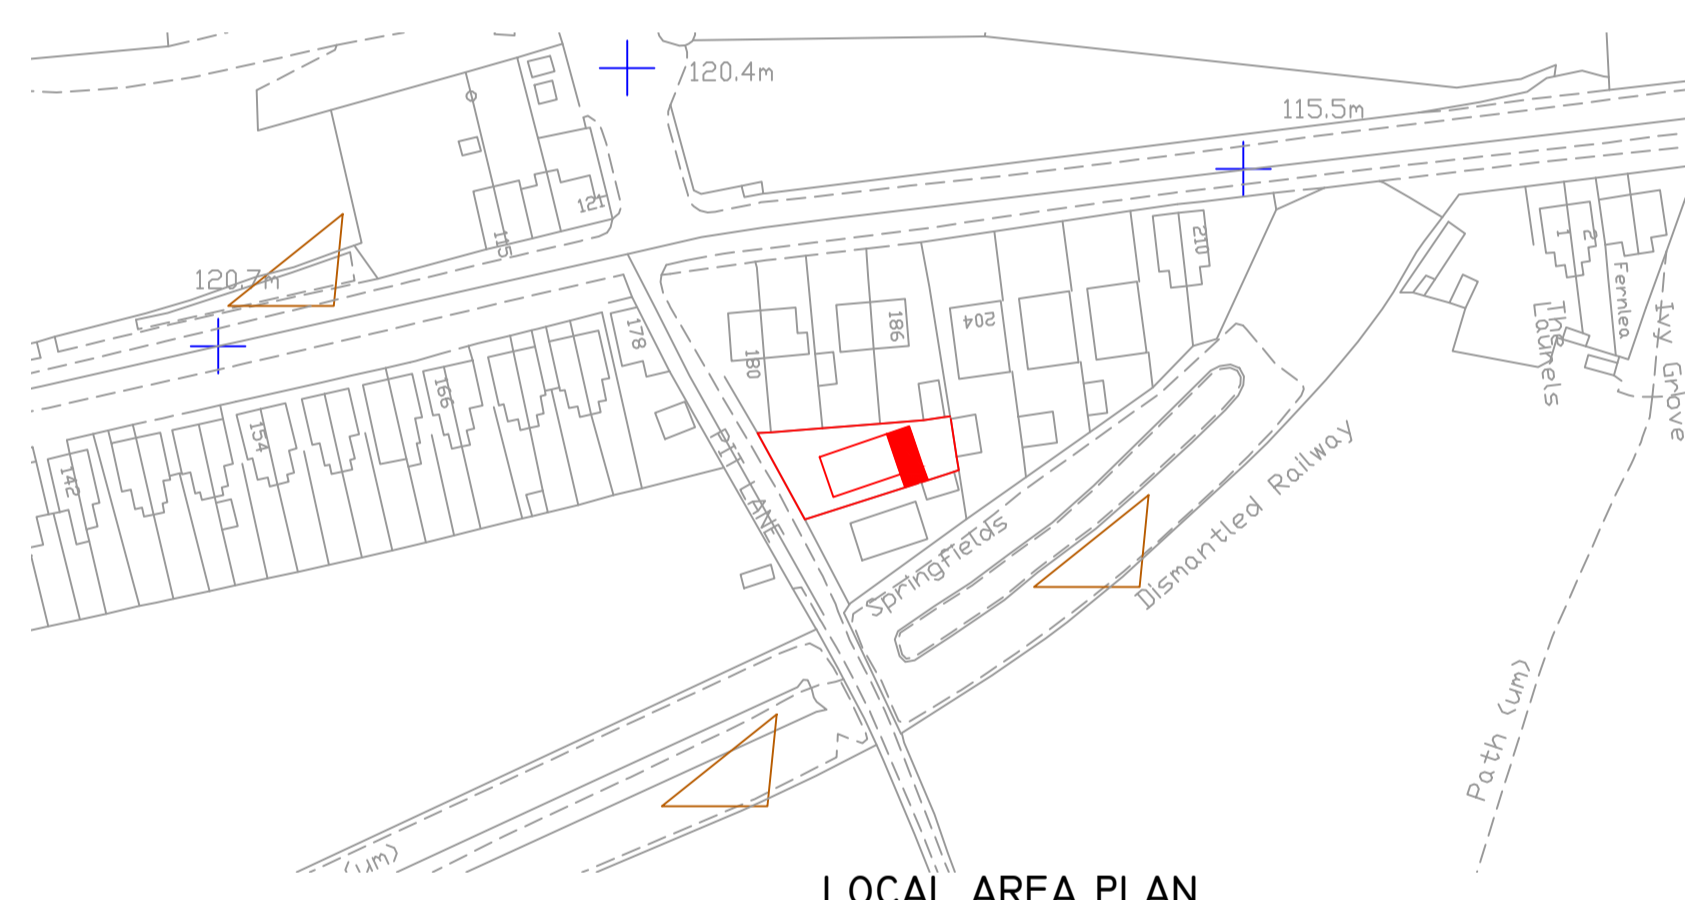 120.4m
115.5m
121
115
120.7m
210
1
2
Fernlea
The
Laurels
Ivy Grove
178
186
204
180
166
154
142
PIT LANE
Springfields
Dismantled Railway
Path (um)
(um)
LOCAL AREA PLAN